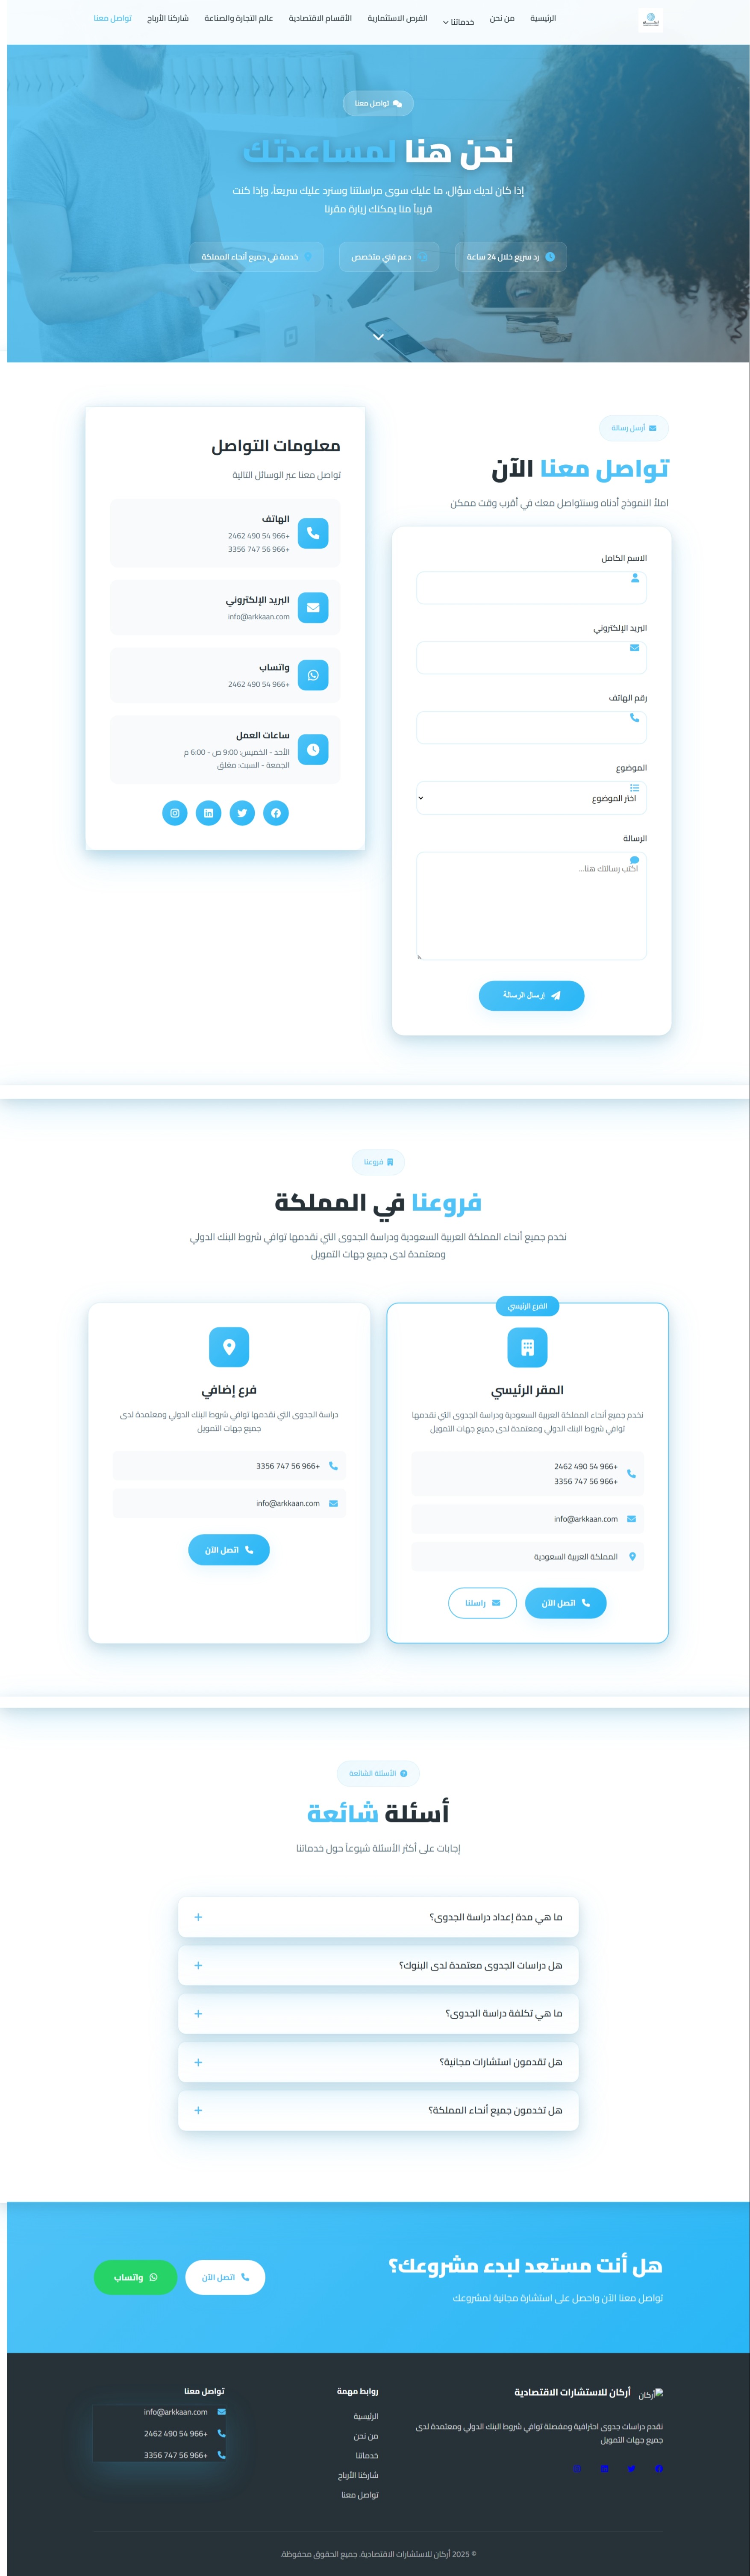 الرئيسية
من نحن
خدماتنا
الفرص الاستثمارية
الأقسام الاقتصادية
عالم التجارة والصناعة
شاركنا الأرباح
تواصل معنا
تواصل معنا
نحن هنا لمساعدتك
إذا كان لديك سؤال، ما عليك سوى مراسلتنا وسنرد عليك سريعاً، وإذا كنت
قريباً منا يمكنك زيارة مقرنا
رد سريع خلال 24 ساعة
دعم فني متخصص
خدمة في جميع أنحاء المملكة
أرسل رسالة
تواصل معنا الآن
املأ النموذج أدناه وسنتواصل معك في أقرب وقت ممكن
الاسم الكامل
البريد الإلكتروني
رقم الهاتف
الموضوع
اختر الموضوع
الرسالة
اكتب رسالتك هنا...
إرسال الرسالة
معلومات التواصل
تواصل معنا عبر الوسائل التالية
الهاتف
+966 54 490 2462
+966 56 747 3356
البريد الإلكتروني
info@arkkaan.com
واتساب
+966 54 490 2462
ساعات العمل
الأحد - الخميس: 9:00 ص - 6:00 م
الجمعة - السبت: مغلق
فروعنا
فروعنا في المملكة
نخدم جميع أنحاء المملكة العربية السعودية ودراسة الجدوى التي نقدمها توافي شروط البنك الدولي
ومعتمدة لدى جميع جهات التمويل
الفرع الرئيسي
المقر الرئيسي
نخدم جميع أنحاء المملكة العربية السعودية ودراسة الجدوى التي نقدمها
توافي شروط البنك الدولي ومعتمدة لدى جميع جهات التمويل
+966 54 490 2462
+966 56 747 3356
info@arkkaan.com
المملكة العربية السعودية
اتصل الآن
راسلنا
فرع إضافي
دراسة الجدوى التي نقدمها توافي شروط البنك الدولي ومعتمدة لدى
جميع جهات التمويل
+966 56 747 3356
info@arkkaan.com
اتصل الآن
الأسئلة الشائعة
أسئلة شائعة
إجابات على أكثر الأسئلة شيوعاً حول خدماتنا
ما هي مدة إعداد دراسة الجدوى؟
هل دراسات الجدوى معتمدة لدى البنوك؟
ما هي تكلفة دراسة الجدوى؟
هل تقدمون استشارات مجانية؟
هل تخدمون جميع أنحاء المملكة؟
هل أنت مستعد لبدء مشروعك؟
تواصل معنا الآن واحصل على استشارة مجانية لمشروعك
اتصل الآن
واتساب
أركان
أركان للاستشارات الاقتصادية
نقدم دراسات جدوى احترافية ومفصلة توافي شروط البنك الدولي ومعتمدة لدى
جميع جهات التمويل
روابط مهمة
الرئيسية
من نحن
خدماتنا
شاركنا الأرباح
تواصل معنا
تواصل معنا
info@arkkaan.com
+966 54 490 2462
+966 56 747 3356
© 2025 أركان للاستشارات الاقتصادية. جميع الحقوق محفوظة.